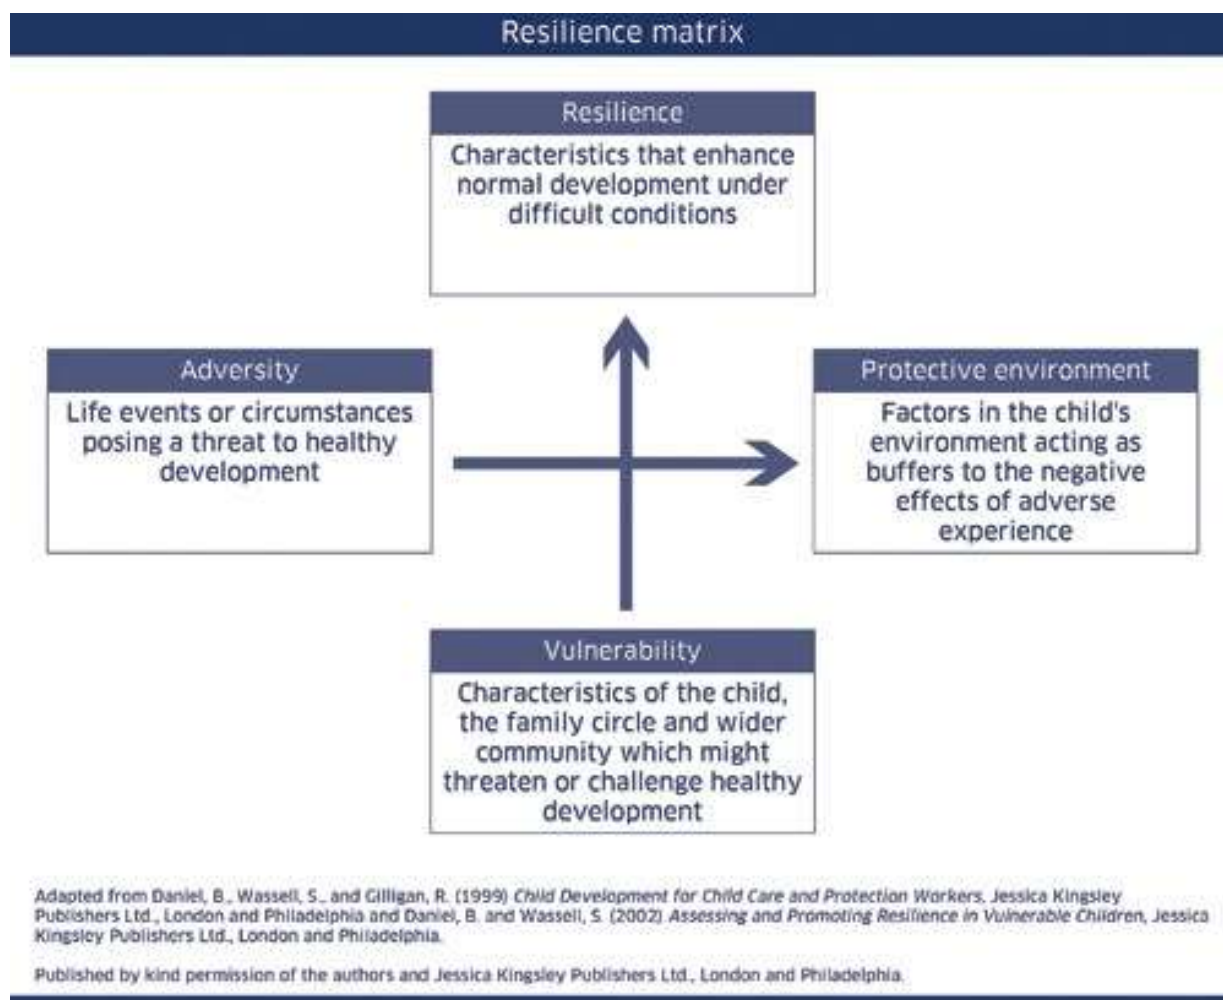 Resilience matrix
Resilience
Characteristics that enhance
normal development under
difficult conditions
Adversity
Life events or circumstances
posing a threat to healthy
development
Protective environment
Factors in the child's
environment acting as
buffers to the negative
effects of adverse
experience
Vulnerability
Characteristics of the child,
the family circle and wider
community which might
threaten or challenge healthy
development
Adapted from Daniel, B., Wassell, S., and Gilligan, R. (1999) Child Development for Child Care and Protection Workers, Jessica Kingsley
Publishers Ltd., London and Philadelphia and Daniel, B. and Wassell, S. (2002) Assessing and Promoting Resilience in Vulnerable Children, Jessica
Kingsley Publishers Ltd., London and Philadelphia.
Published by kind permission of the authors and Jessica Kingsley Publishers Ltd., London and Philadelphia.